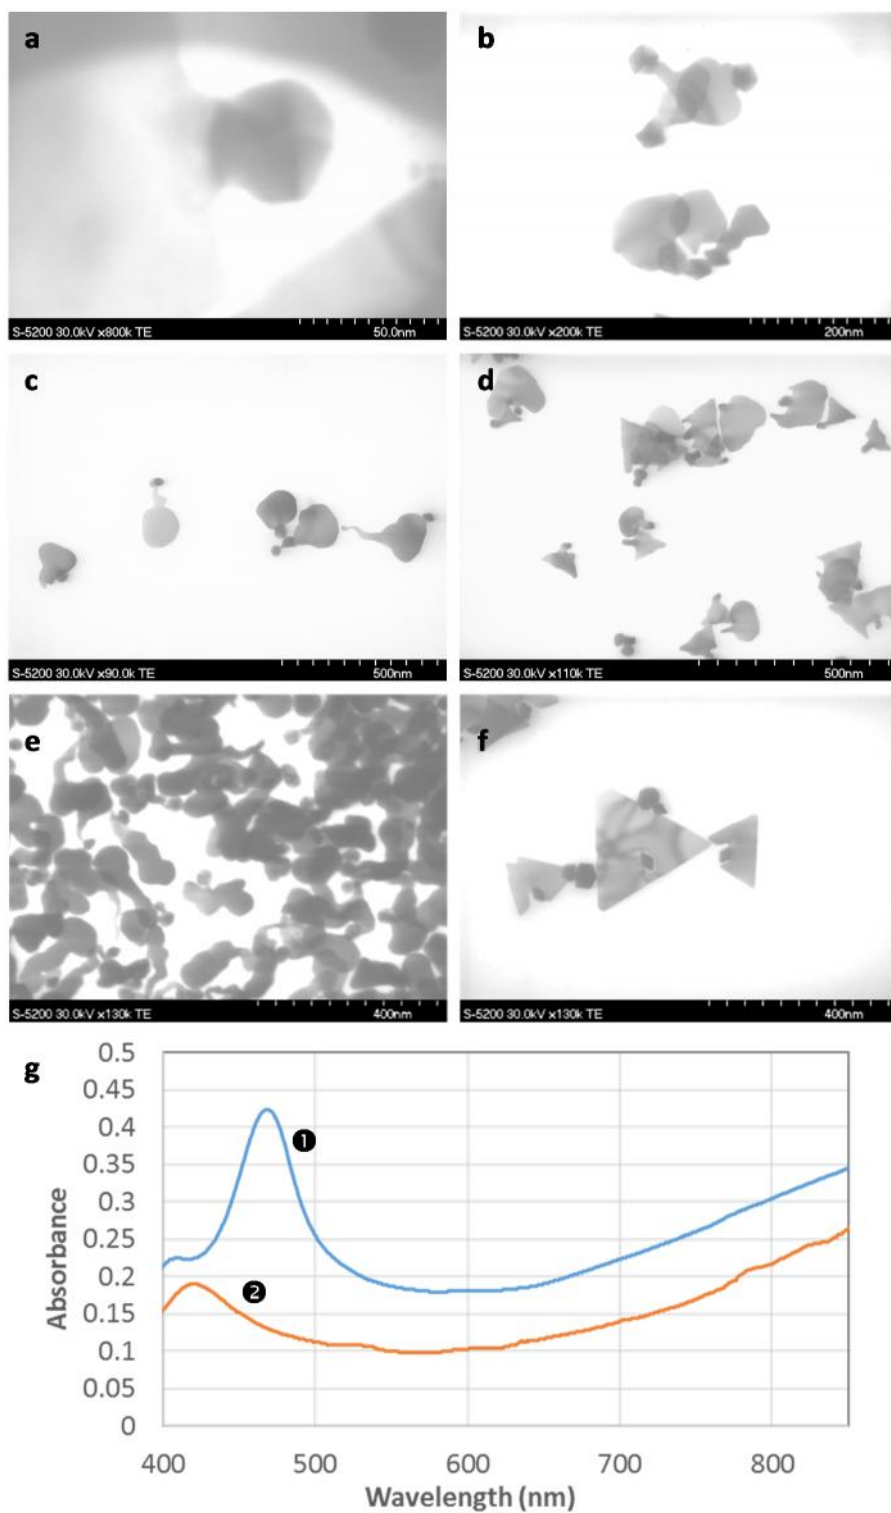 a
S-5200 30.0kV x800k TE 50.0nm
b
S-5200 30.0kV x200k TE 200nm
c
S-5200 30.0kV x90.0k TE 500nm
d
S-5200 30.0kV x110k TE 500nm
e
S-5200 30.0kV x130k TE 400nm
f
S-5200 30.0kV x130k TE 400nm
g
0.5
0.45
0.4
0.35
0.3
0.25
0.2
0.15
0.1
0.05
0
Absorbance
❶
❷
400 500 600 700 800
Wavelength (nm)